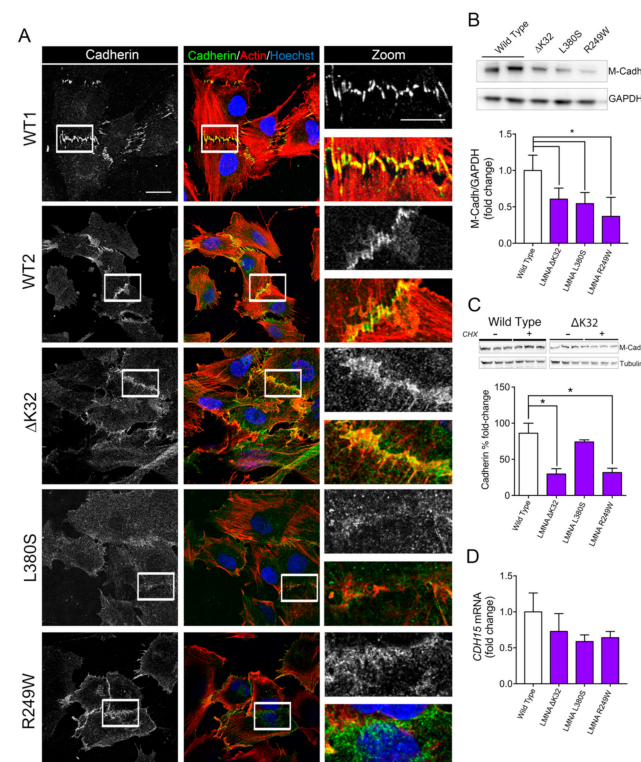 A
Cadherin
Cadherin/Actin/Hoechst
Zoom
WT1
WT2
ΔK32
L380S
R249W
B
Wild Type
ΔK32
L380S
R249W
M-Cadh
GAPDH
M-Cadh/GAPDH
(fold change)
1.5
1.0
0.5
0.0
*
Wild Type
LMNA ΔK32
LMNA L380S
LMNA R249W
C
Wild Type
ΔK32
CHX
– + – +
M-Cad
Tubulin
Cadherin % fold-change
150
100
50
0
* *
Wild Type
LMNA ΔK32
LMNA L380S
LMNA R249W
D
CDH15 mRNA
(fold change)
1.5
1.0
0.5
0.0
Wild Type
LMNA ΔK32
LMNA L380S
LMNA R249W